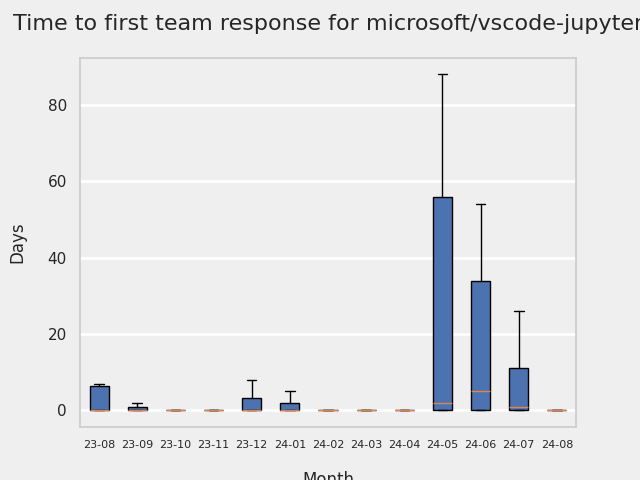 Time to first team response for microsoft/vscode-jupyter
Days
80
60
40
20
0
23-08 23-09 23-10 23-11 23-12 24-01 24-02 24-03 24-04 24-05 24-06 24-07 24-08
Month